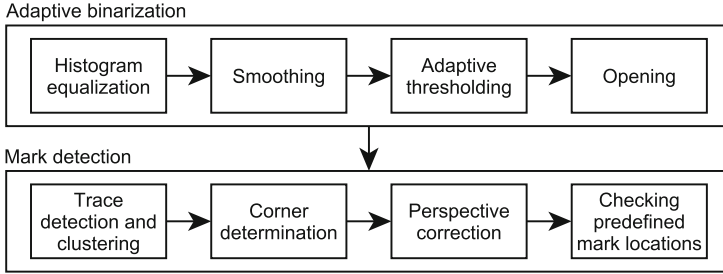 Adaptive binarization
Histogram
equalization
Smoothing
Adaptive
thresholding
Opening
Mark detection
Trace
detection and
clustering
Corner
determination
Perspective
correction
Checking
predefined
mark locations